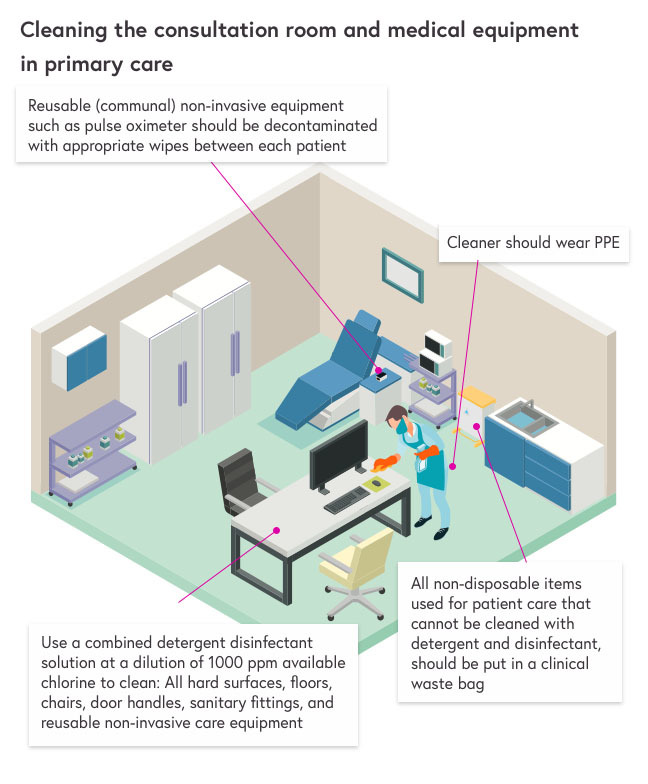 Cleaning the consultation room and medical equipment
in primary care
Reusable (communal) non-invasive equipment
such as pulse oximeter should be decontaminated
with appropriate wipes between each patient
Cleaner should wear PPE
All non-disposable items
used for patient care that
cannot be cleaned with
detergent and disinfectant,
should be put in a clinical
waste bag
Use a combined detergent disinfectant
solution at a dilution of 1000 ppm available
chlorine to clean: All hard surfaces, floors,
chairs, door handles, sanitary fittings, and
reusable non-invasive care equipment